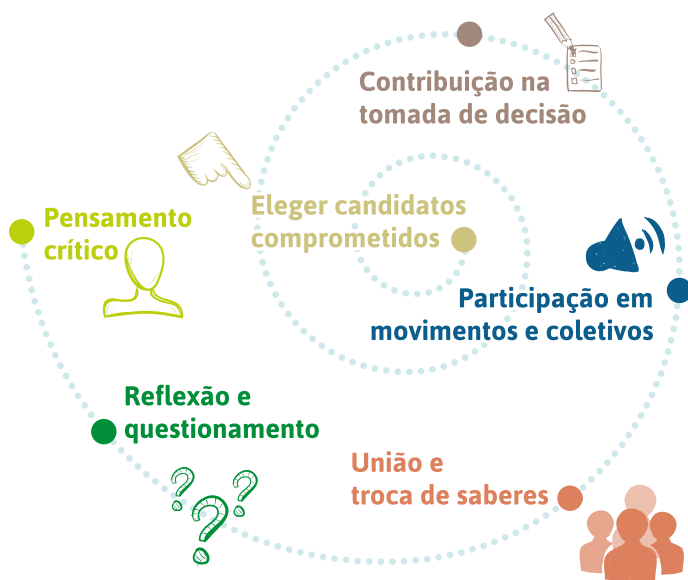 Contribuição na
tomada de decisão
Eleger candidatos
comprometidos
Pensamento
crítico
Participação em
movimentos e coletivos
Reflexão e
questionamento
União e
troca de saberes